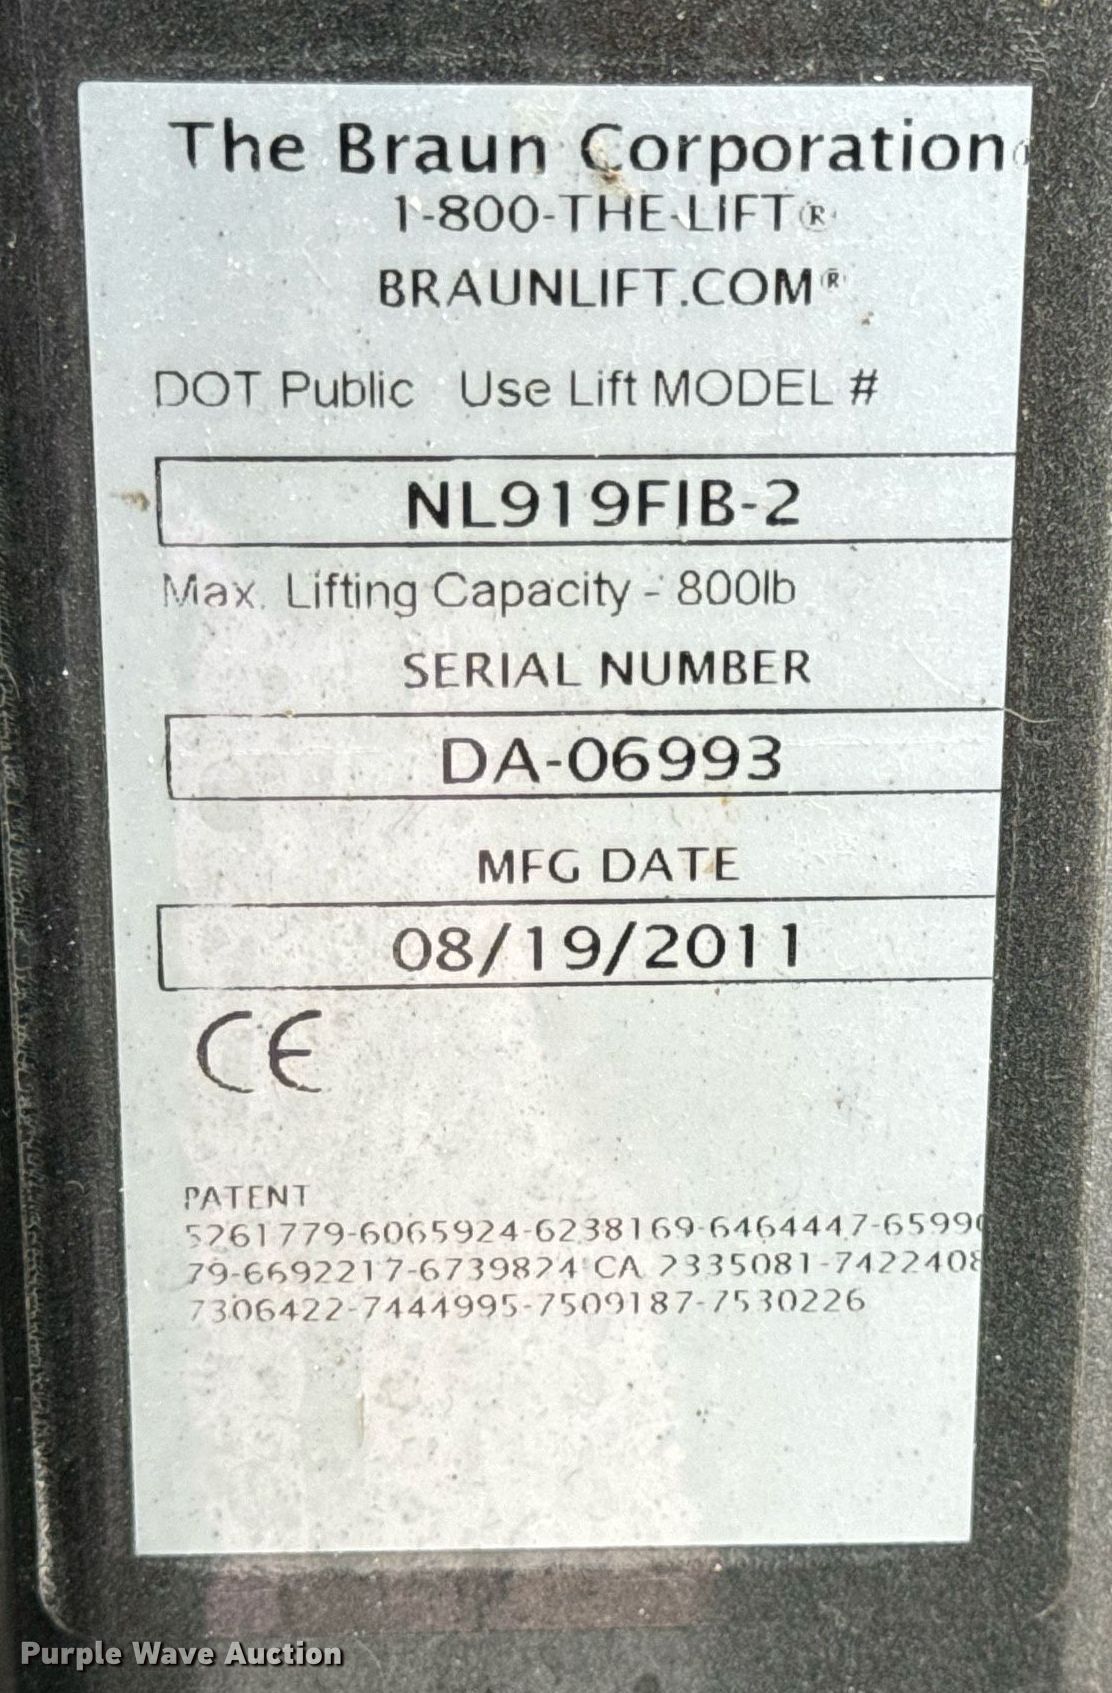 The Braun Corporation
1-800-THE-LIFT®
BRAUNLIFT.COM®
DOT Public Use Lift MODEL #
NL919FIB-2
Max. Lifting Capacity - 800lb
SERIAL NUMBER
DA-06993
MFG DATE
08/19/2011
CE
PATENT
5261779-6065924-6238169-6464447-6599
79-6692217-6739824 CA 2335081-7422408
7306422-7444995-7509187-7530226
Purple Wave Auction